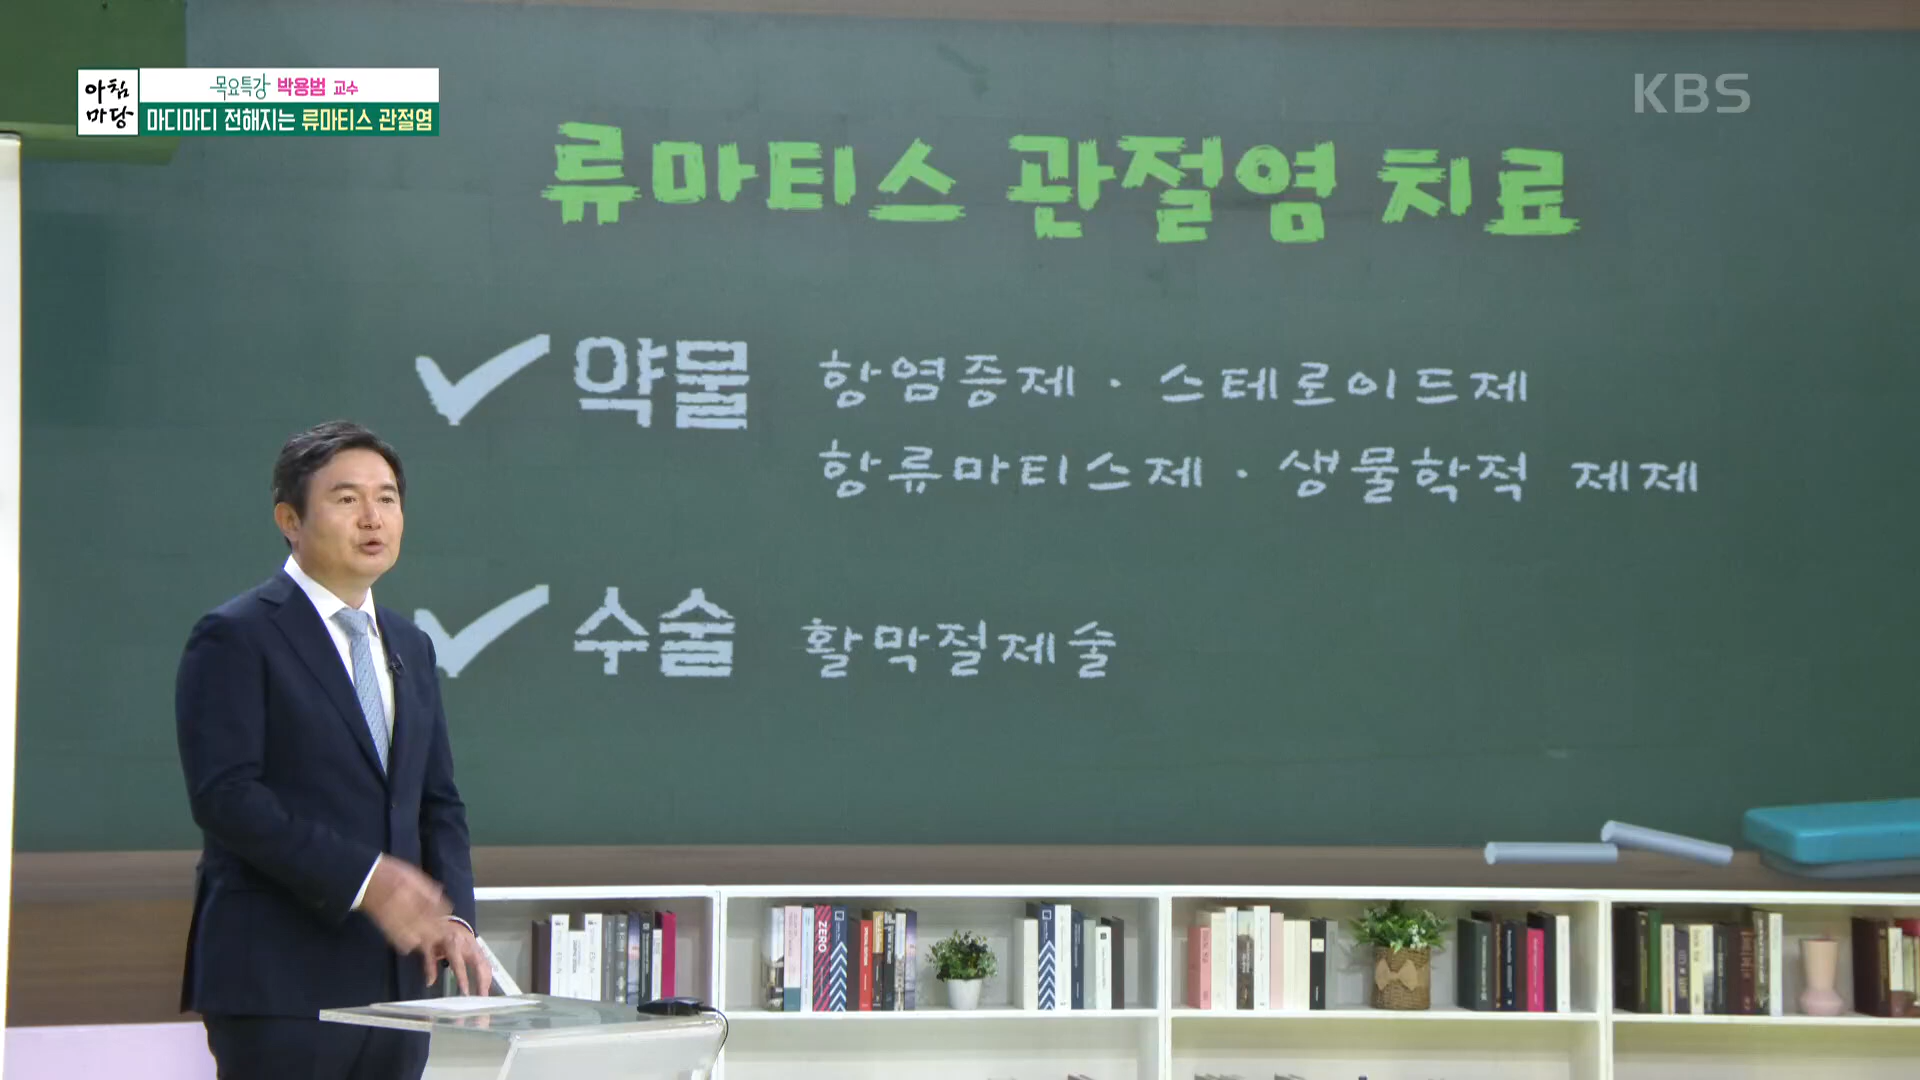 아침
마당
목요특강 박용범 교수
마디마디 전해지는 류마티스 관절염
KBS
류마티스 관절염 치료
약물 항염증제 · 스테로이드제
항류마티스제 · 생물학적 제제
수술 활막절제술
ZERO